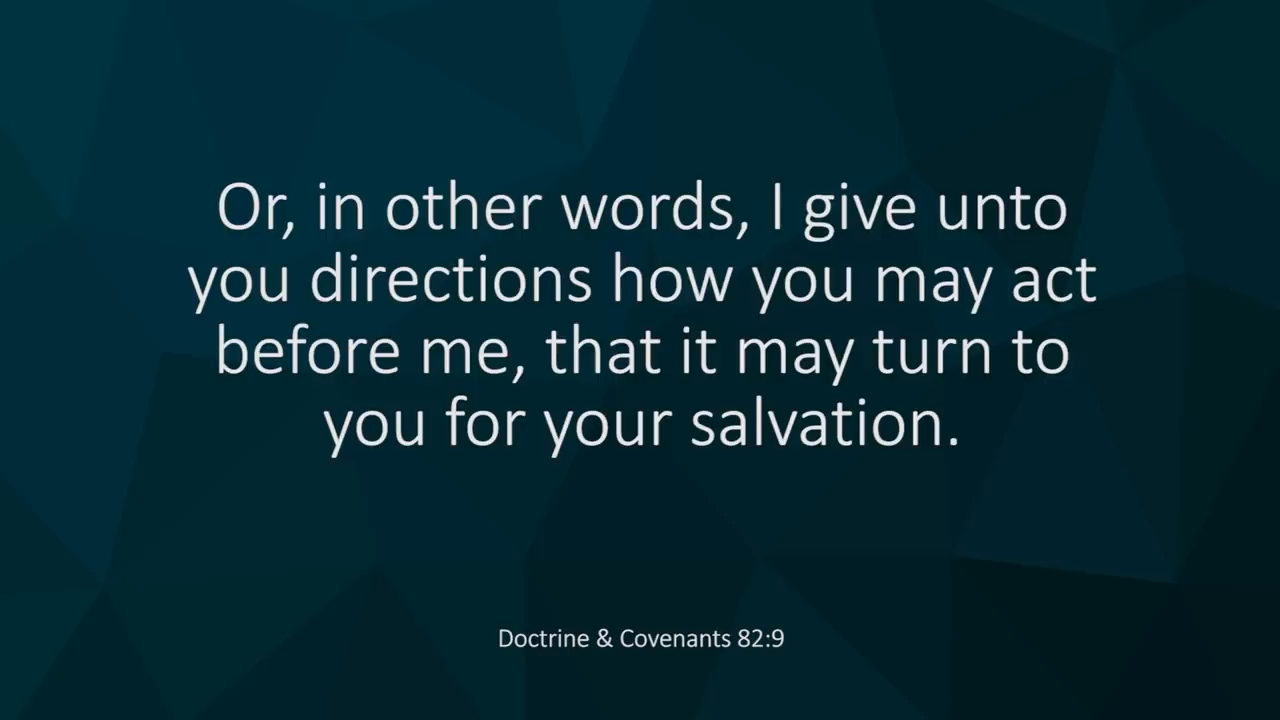 Or, in other words, I give unto
you directions how you may act
before me, that it may turn to
you for your salvation.
Doctrine & Covenants 82:9